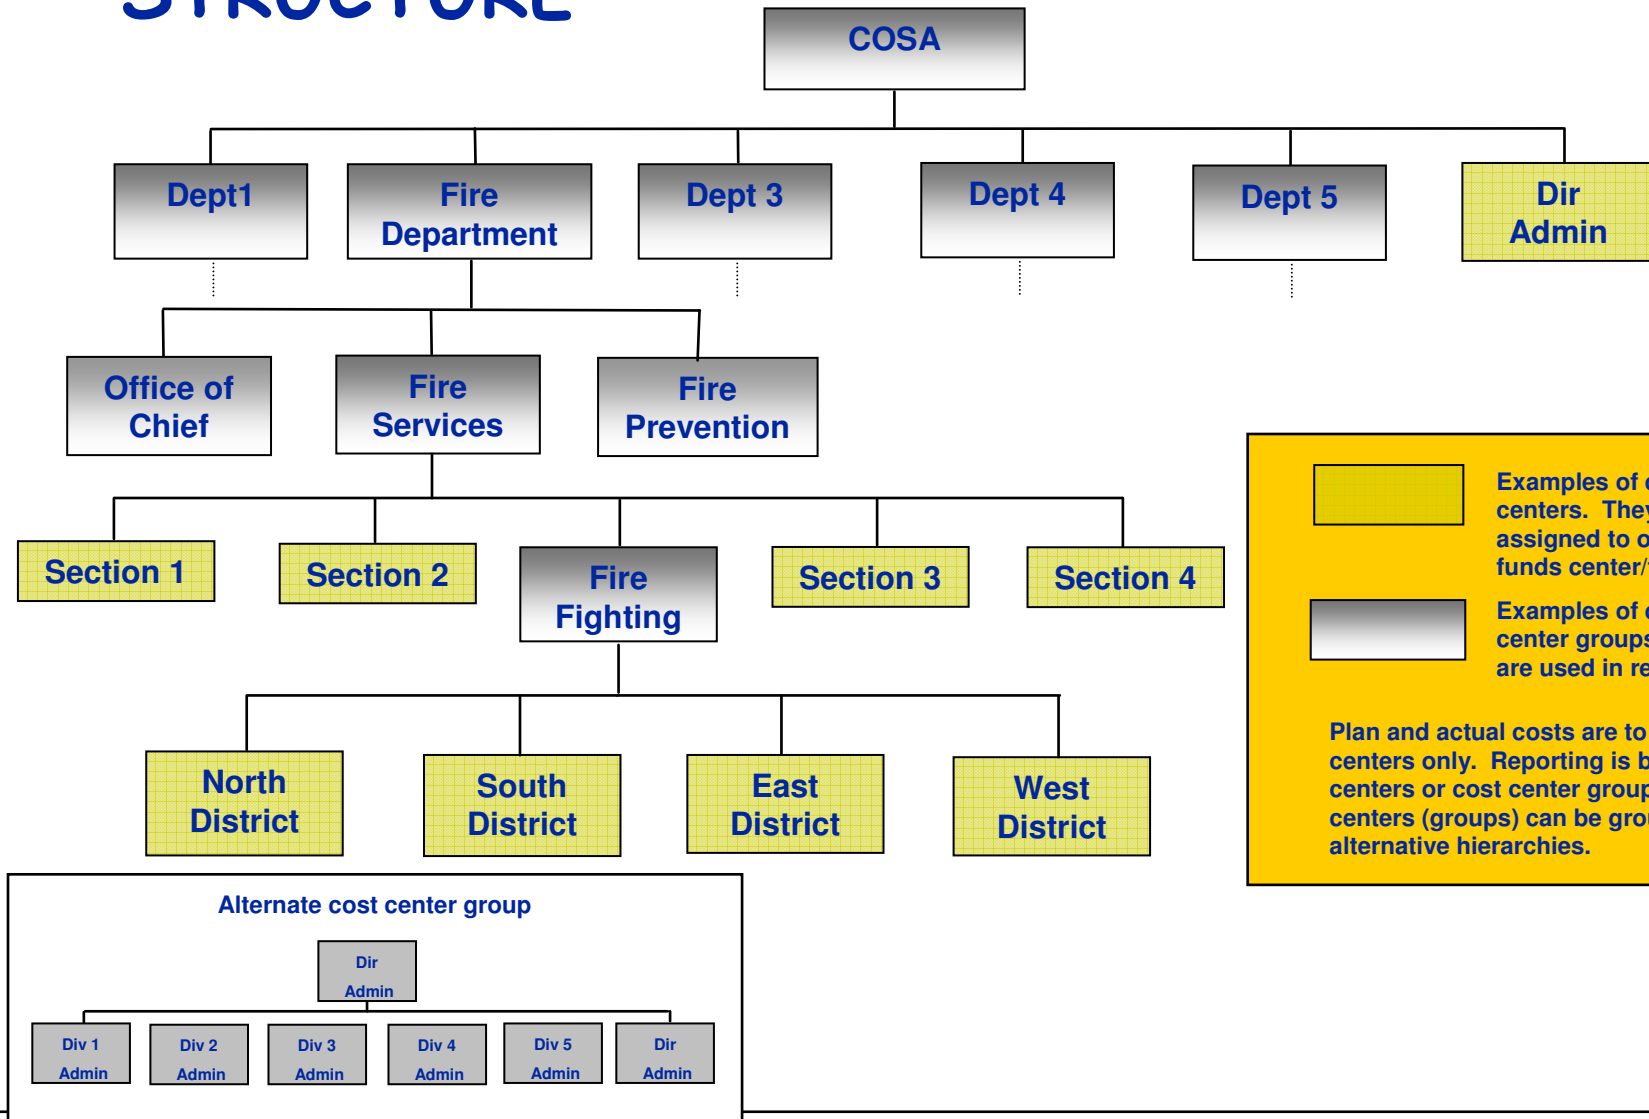 STRUCTURE
COSA
Dept1
Fire
Department
Dept 3
Dept 4
Dept 5
Dir
Admin
Office of
Chief
Fire
Services
Fire
Prevention
Section 1
Section 2
Fire
Fighting
Section 3
Section 4
North
District
South
District
East
District
West
District
Examples of
centers. They
assigned to
funds center/
Examples of
center groups
are used in
Plan and actual costs are to
centers only. Reporting is
centers or cost center group
centers (groups) can be
alternative hierarchies.
Alternate cost center group
Dir
Admin
Div 1
Admin
Div 2
Admin
Div 3
Admin
Div 4
Admin
Div 5
Admin
Dir
Admin